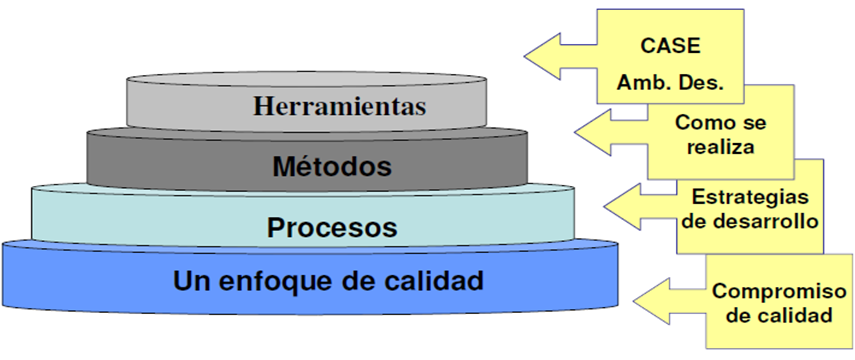 CASE
Amb. Des.
Herramientas
Como se
realiza
Métodos
Estrategias
de desarrollo
Procesos
Un enfoque de calidad
Compromiso
de calidad